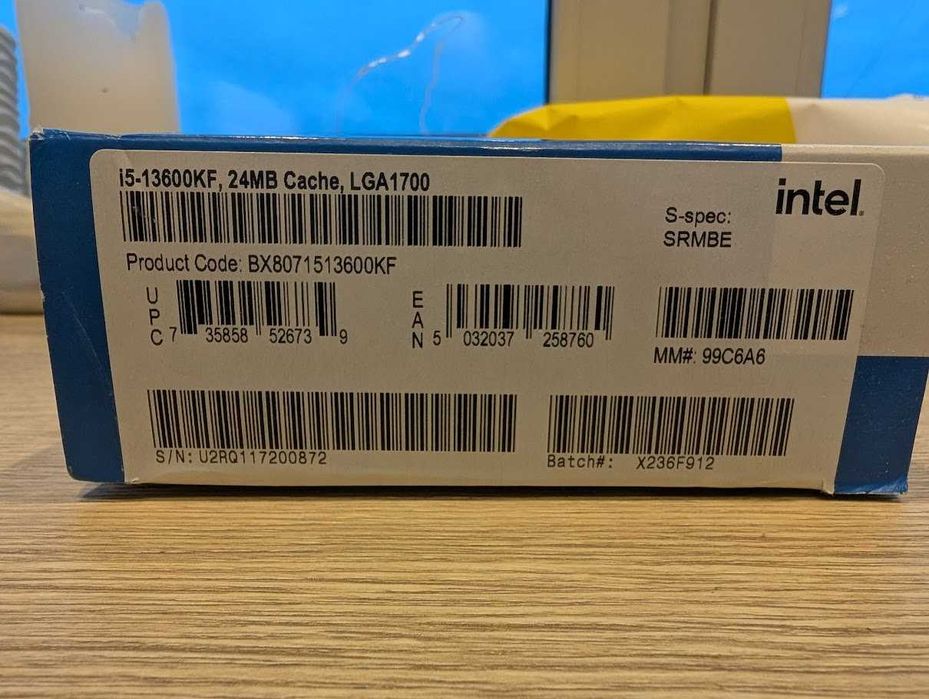 i5-13600KF, 24MB Cache, LGA1700
intel.
S-spec:
SRMBE
Product Code: BX8071513600KF
UPC
7 35858 52673 9
EAN
5 032037 258760
MM#: 99C6A6
S/N: U2RQ117200872
Batch#: X236F912